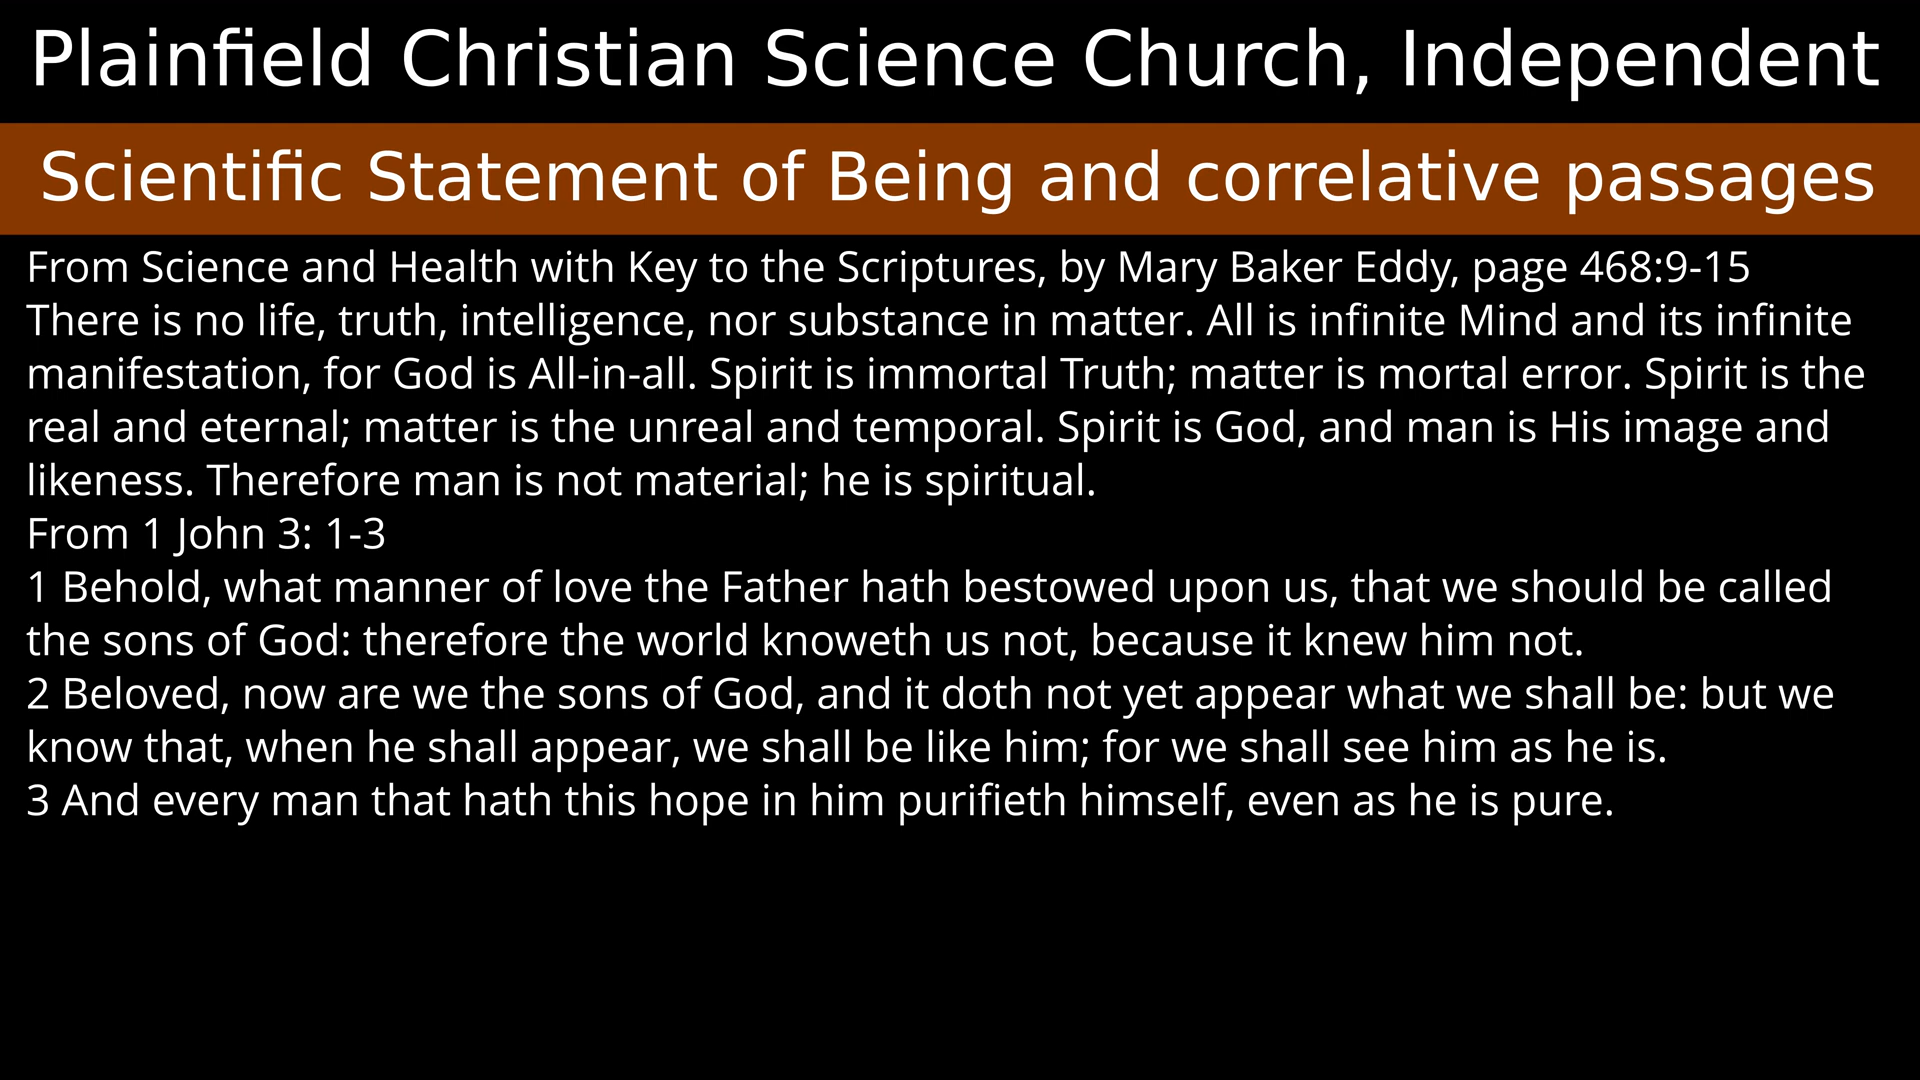 Plainfield Christian Science Church, Independent
Scientific Statement of Being and correlative passages
From Science and Health with Key to the Scriptures, by Mary Baker Eddy, page 468:9-15
There is no life, truth, intelligence, nor substance in matter. All is infinite Mind and its infinite
manifestation, for God is All-in-all. Spirit is immortal Truth; matter is mortal error. Spirit is the
real and eternal; matter is the unreal and temporal. Spirit is God, and man is His image and
likeness. Therefore man is not material; he is spiritual.
From 1 John 3: 1-3
1 Behold, what manner of love the Father hath bestowed upon us, that we should be called
the sons of God: therefore the world knoweth us not, because it knew him not.
2 Beloved, now are we the sons of God, and it doth not yet appear what we shall be: but we
know that, when he shall appear, we shall be like him; for we shall see him as he is.
3 And every man that hath this hope in him purifieth himself, even as he is pure.